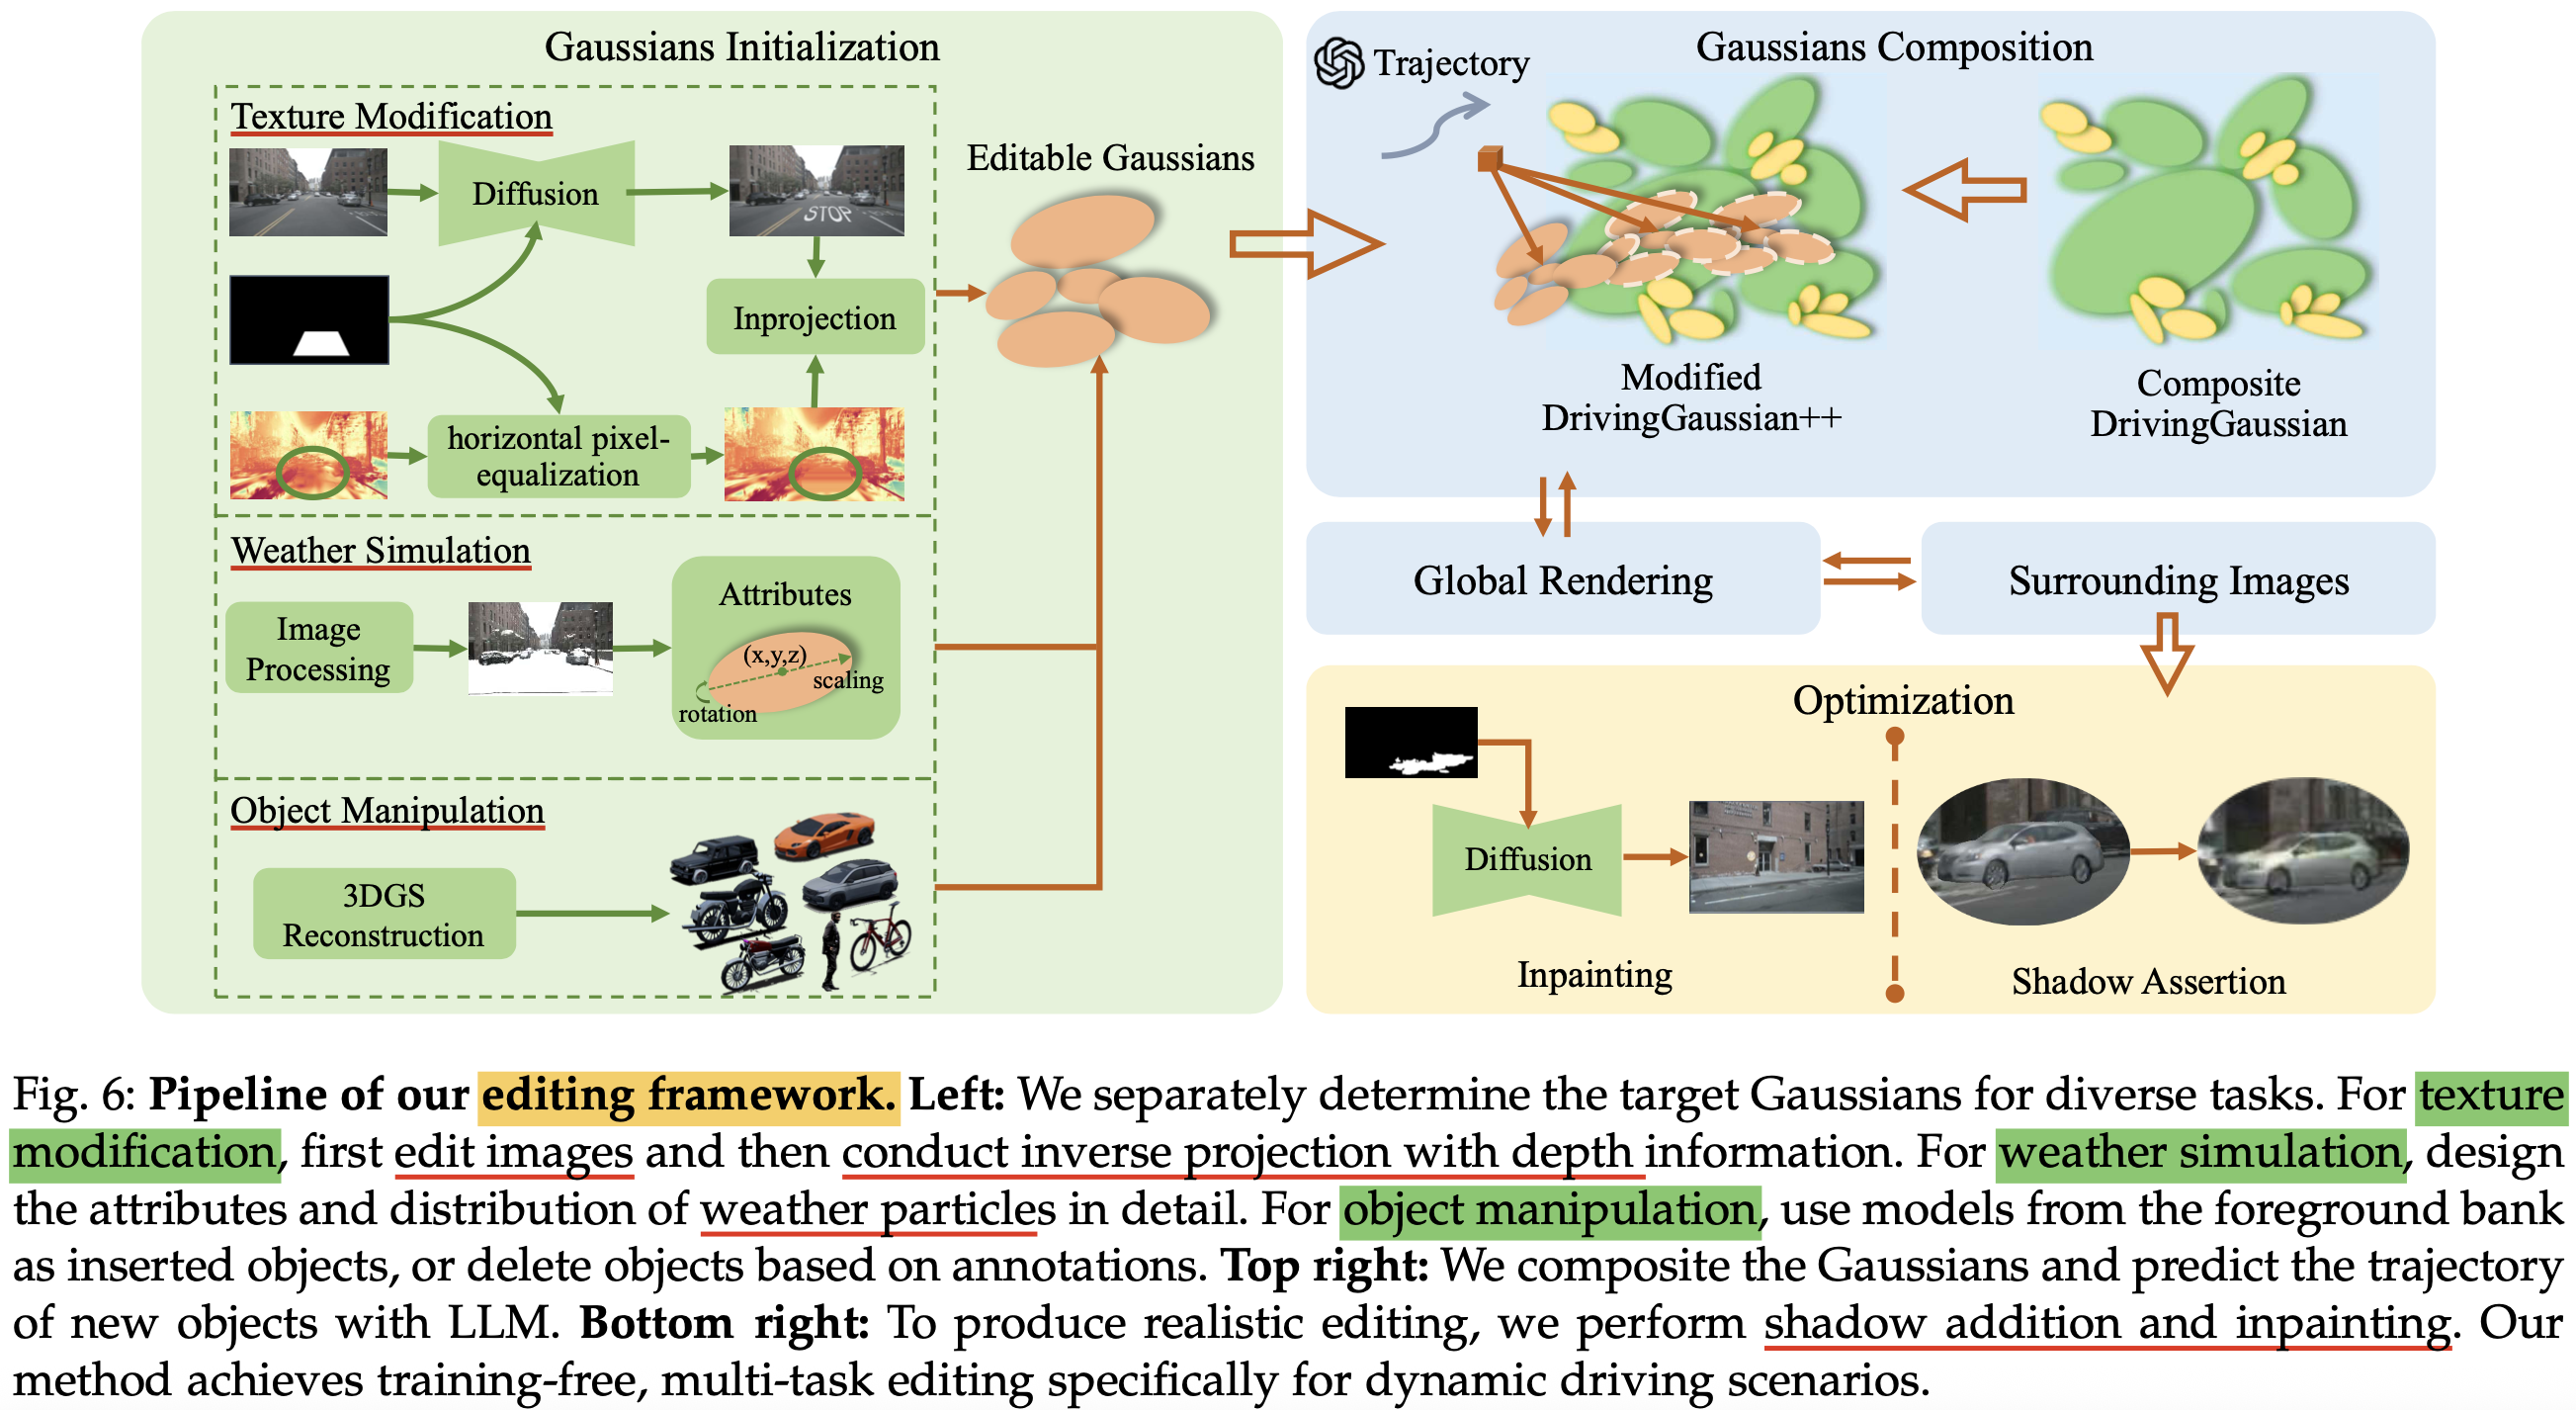 Gaussians Initialization
Texture Modification
Diffusion
STOP
Inprojection
horizontal pixel-
equalization
Weather Simulation
Image
Processing
Attributes
(x,y,z)
scaling
rotation
Object Manipulation
3DGS
Reconstruction
Editable Gaussians
Trajectory
Gaussians Composition
Modified
DrivingGaussian++
Composite
DrivingGaussian
Global Rendering
Surrounding Images
Optimization
Diffusion
Inpainting
Shadow Assertion
Fig. 6: Pipeline of our editing framework. Left: We separately determine the target Gaussians for diverse tasks. For texture
modification, first edit images and then conduct inverse projection with depth information. For weather simulation, design
the attributes and distribution of weather particles in detail. For object manipulation, use models from the foreground bank
as inserted objects, or delete objects based on annotations. Top right: We composite the Gaussians and predict the trajectory
of new objects with LLM. Bottom right: To produce realistic editing, we perform shadow addition and inpainting. Our
method achieves training-free, multi-task editing specifically for dynamic driving scenarios.